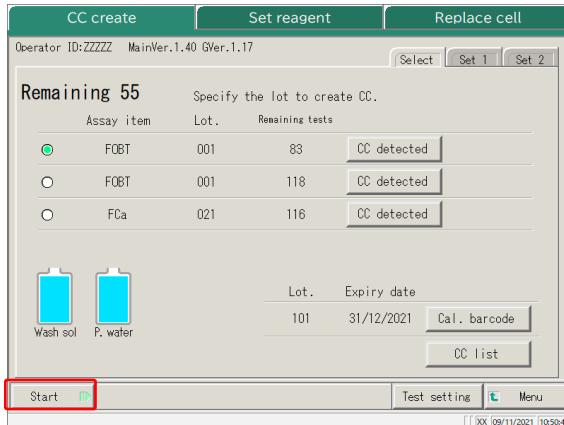 CC create Set reagent Replace cell
Operator ID:ZZZZZ MainVer.1.40 GVer.1.17
Select Set 1 Set 2
Remaining 55 Specify the lot to create CC.
Assay item Lot. Remaining tests
FOBT 001 83 CC detected
FOBT 001 118 CC detected
FCa 021 116 CC detected
Lot. Expiry date
101 31/12/2021 Cal. barcode
Wash sol P. water
CC list
Start Test setting Menu
XX 09/11/2021 10:50:4